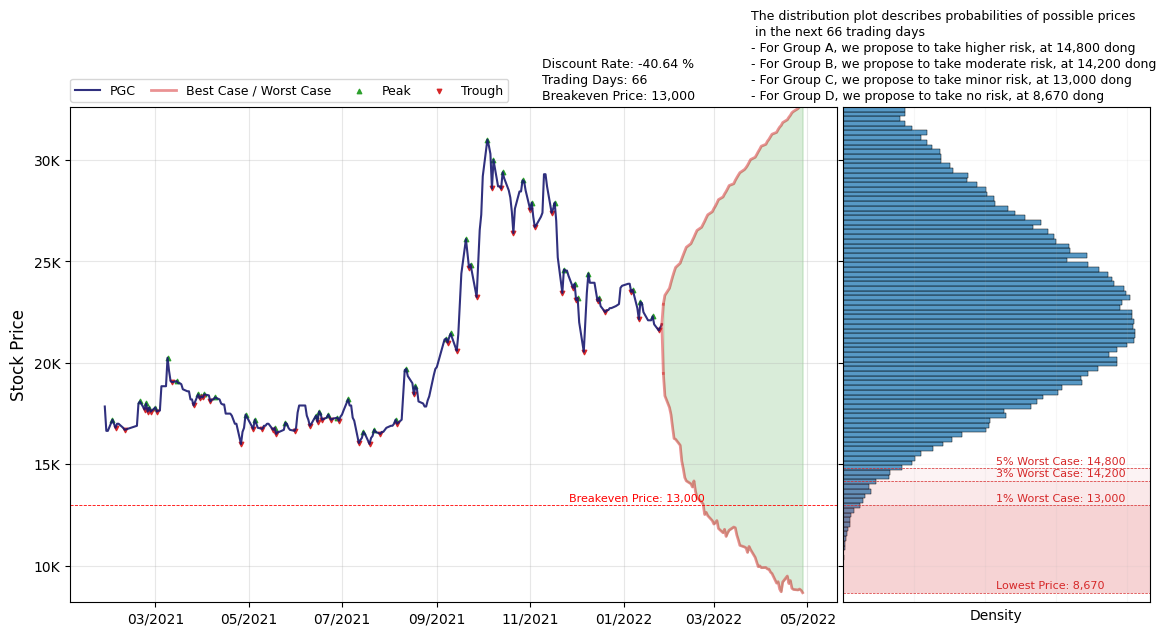 The distribution plot describes probabilities of possible prices
in the next 66 trading days
- For Group A, we propose to take higher risk, at 14,800 dong
- For Group B, we propose to take moderate risk, at 14,200 dong
- For Group C, we propose to take minor risk, at 13,000 dong
- For Group D, we propose to take no risk, at 8,670 dong
Discount Rate: -40.64 %
Trading Days: 66
Breakeven Price: 13,000
PGC
Best Case / Worst Case
Peak
Trough
Stock Price
30K
25K
20K
15K
10K
Breakeven Price: 13,000
5% Worst Case: 14,800
3% Worst Case: 14,200
1% Worst Case: 13,000
Lowest Price: 8,670
03/2021
05/2021
07/2021
09/2021
11/2021
01/2022
03/2022
05/2022
Density